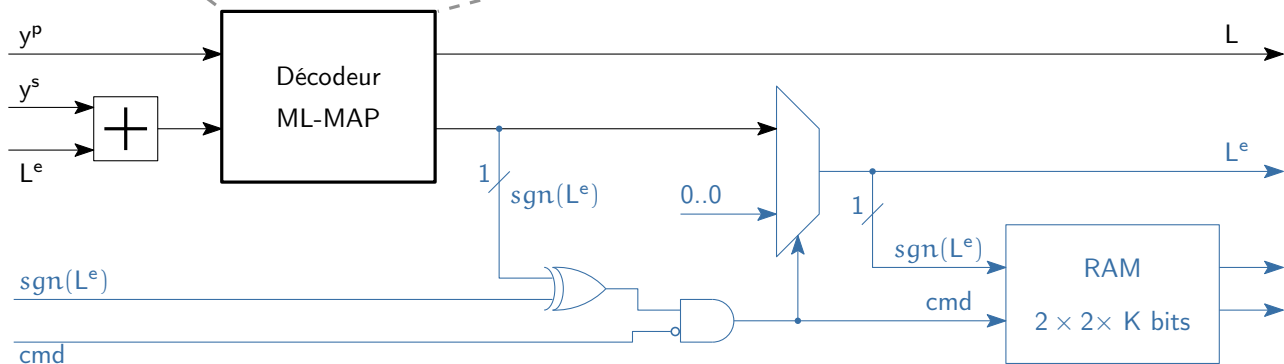 yᵖ
L
Décodeur
ML-MAP
yˢ
+
Lᵉ
Lᵉ
1
sgn(Lᵉ)
0..0
1
sgn(Lᵉ)
RAM
2 × 2× K bits
sgn(Lᵉ)
cmd
cmd